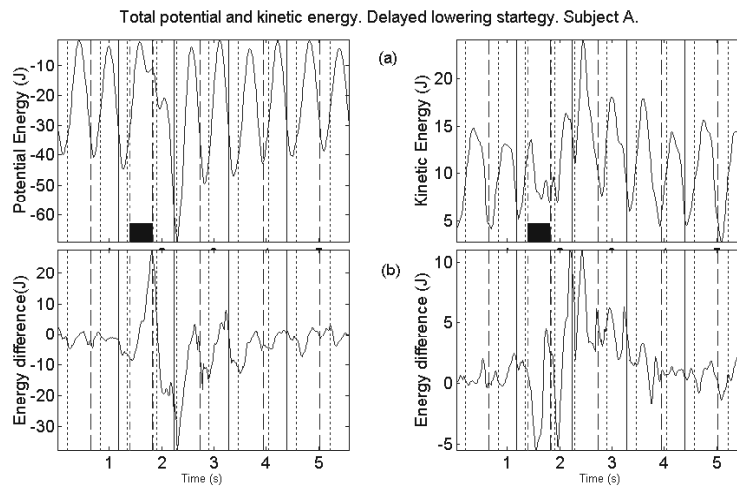 Total potential and kinetic energy. Delayed lowering startegy. Subject A.
(a)
Potential Energy (J)
-10
-20
-30
-40
-50
-60
Kinetic Energy (J)
20
15
10
5
(b)
Energy difference(J)
20
10
0
-10
-20
-30
1 2 3 4 5
Time (s)
Energy difference (J)
10
5
0
-5
1 2 3 4 5
Time (s)